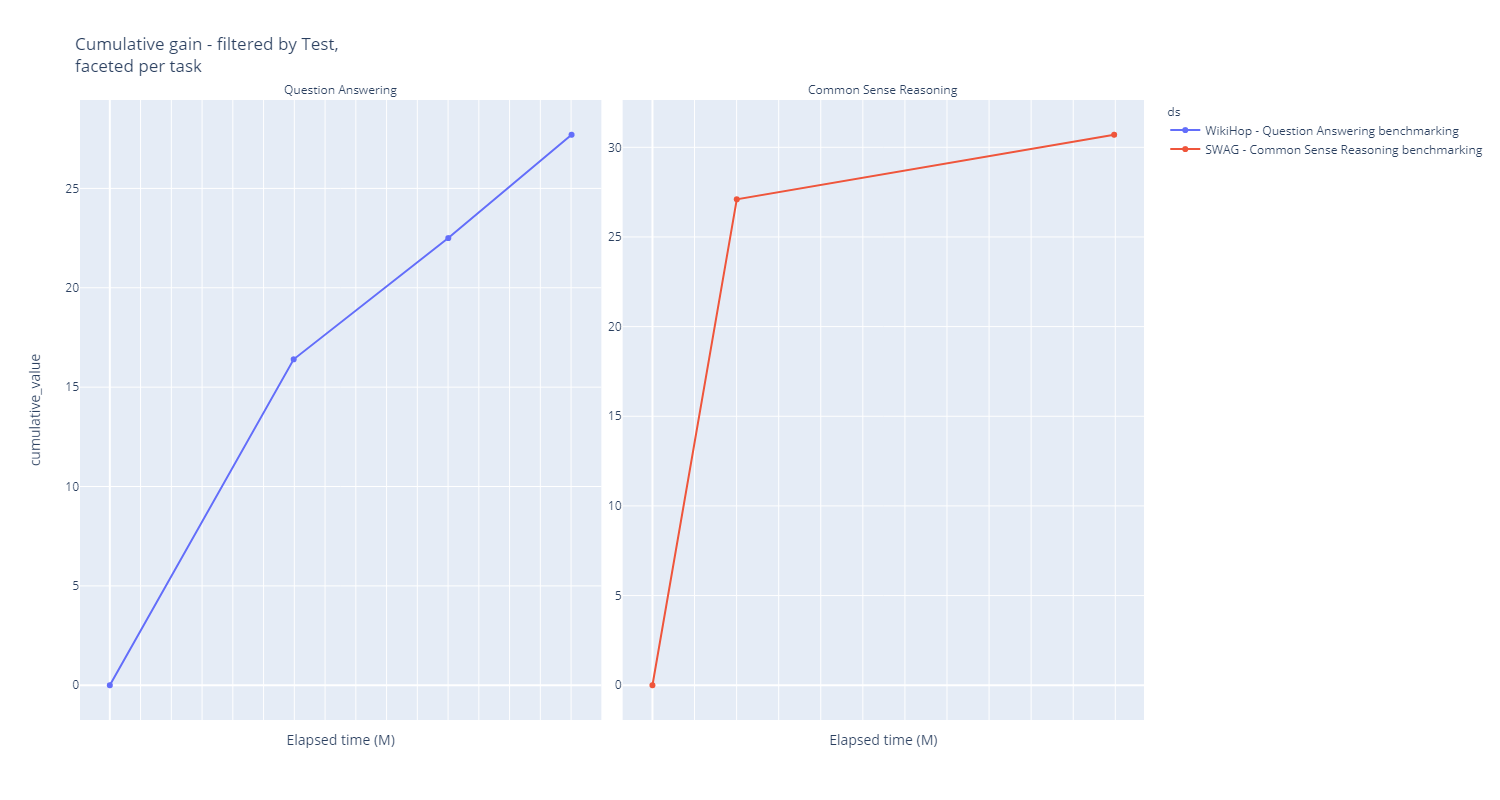 Cumulative gain - filtered by Test,
faceted per task
Question Answering
Common Sense Reasoning
ds
WikiHop - Question Answering benchmarking
SWAG - Common Sense Reasoning benchmarking
cumulative_value
25
20
15
10
5
0
30
25
20
15
10
5
0
Elapsed time (M)
Elapsed time (M)